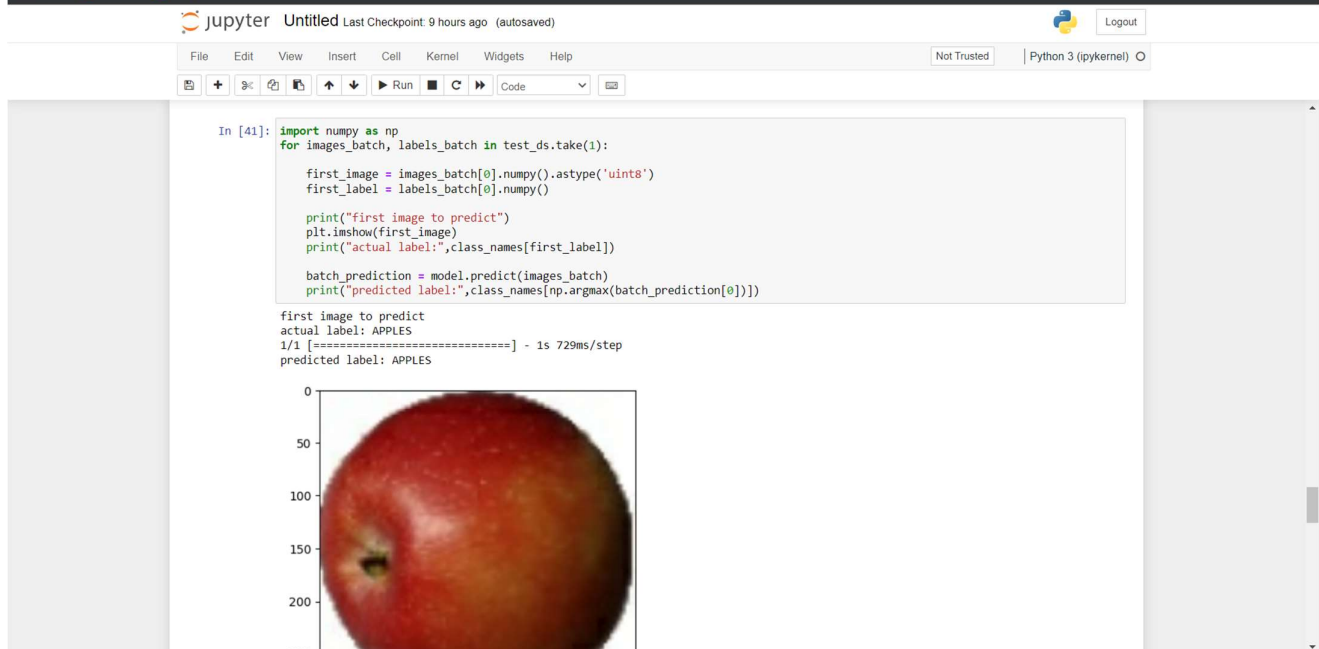 jupyter Untitled Last Checkpoint: 9 hours ago (autosaved)
Logout
File Edit View Insert Cell Kernel Widgets Help
Not Trusted
Python 3 (ipykernel)
Run
Code
In [41]: import numpy as np
for images_batch, labels_batch in test_ds.take(1):
first_image = images_batch[0].numpy().astype('uint8')
first_label = labels_batch[0].numpy()
print("first image to predict")
plt.imshow(first_image)
print("actual label:",class_names[first_label])
batch_prediction = model.predict(images_batch)
print("predicted label:",class_names[np.argmax(batch_prediction[0])])
first image to predict
actual label: APPLES
1/1 [==============================] - 1s 729ms/step
predicted label: APPLES
0
50
100
150
200